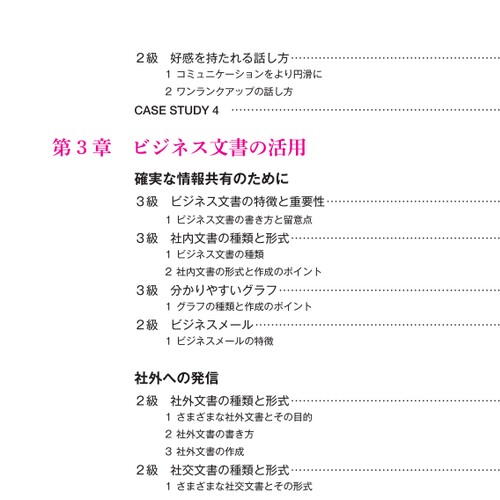 2級 好感を持たれる話し方……………………………………
1 コミュニケーションをより円滑に
2 ワンランクアップの話し方
CASE STUDY 4 ……………………………………………
第3章 ビジネス文書の活用
確実な情報共有のために
3級 ビジネス文書の特徴と重要性………………………………
1 ビジネス文書の書き方と留意点
3級 社内文書の種類と形式……………………………………
1 ビジネス文書の種類
2 社内文書の形式と作成のポイント
3級 分かりやすいグラフ………………………………………
1 グラフの種類と作成のポイント
2級 ビジネスメール……………………………………………
1 ビジネスメールの特徴
社外への発信
2級 社外文書の種類と形式……………………………………
1 さまざまな社外文書とその目的
2 社外文書の書き方
3 社外文書の作成
2級 社交文書の種類と形式……………………………………
1 さまざまな社交文書とその形式